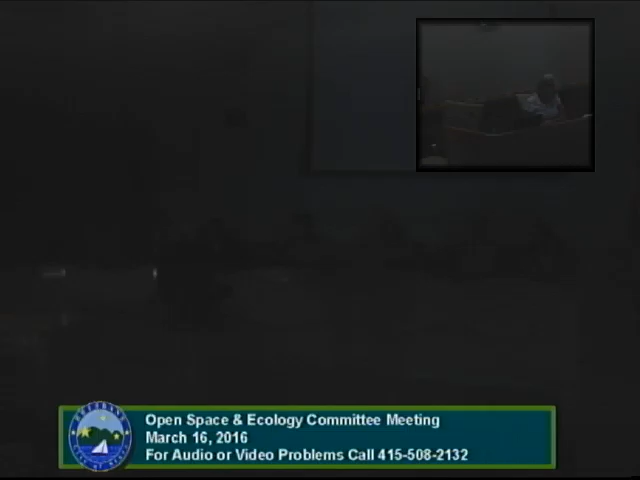 Open Space & Ecology Committee Meeting
March 16, 2016
For Audio or Video Problems Call 415-508-2132